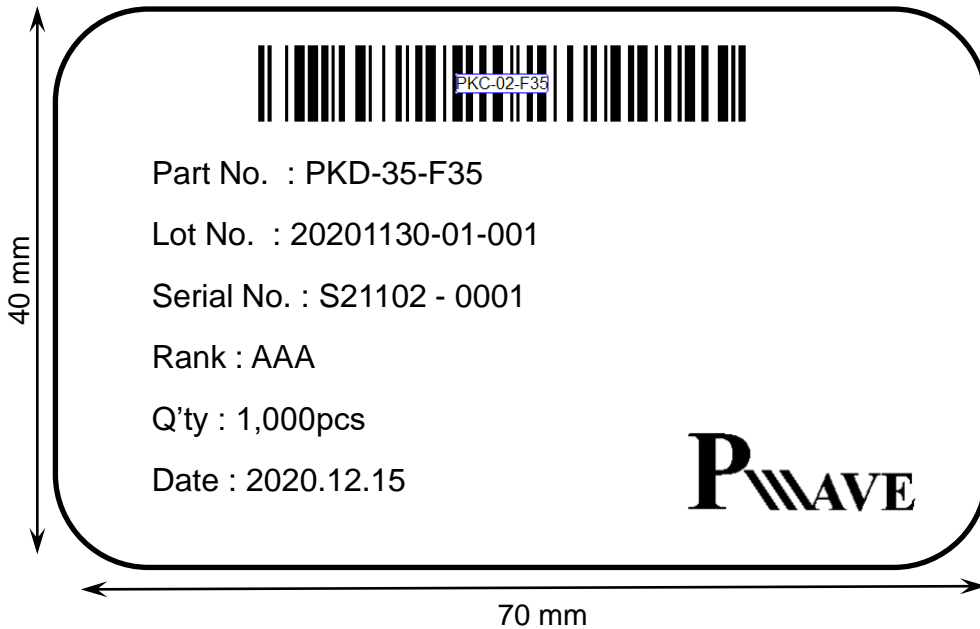 PKC-02-F35
Part No. : PKD-35-F35
Lot No. : 20201130-01-001
Serial No. : S21102 - 0001
Rank : AAA
Q’ty : 1,000pcs
Date : 2020.12.15
PWAVE
40 mm
70 mm